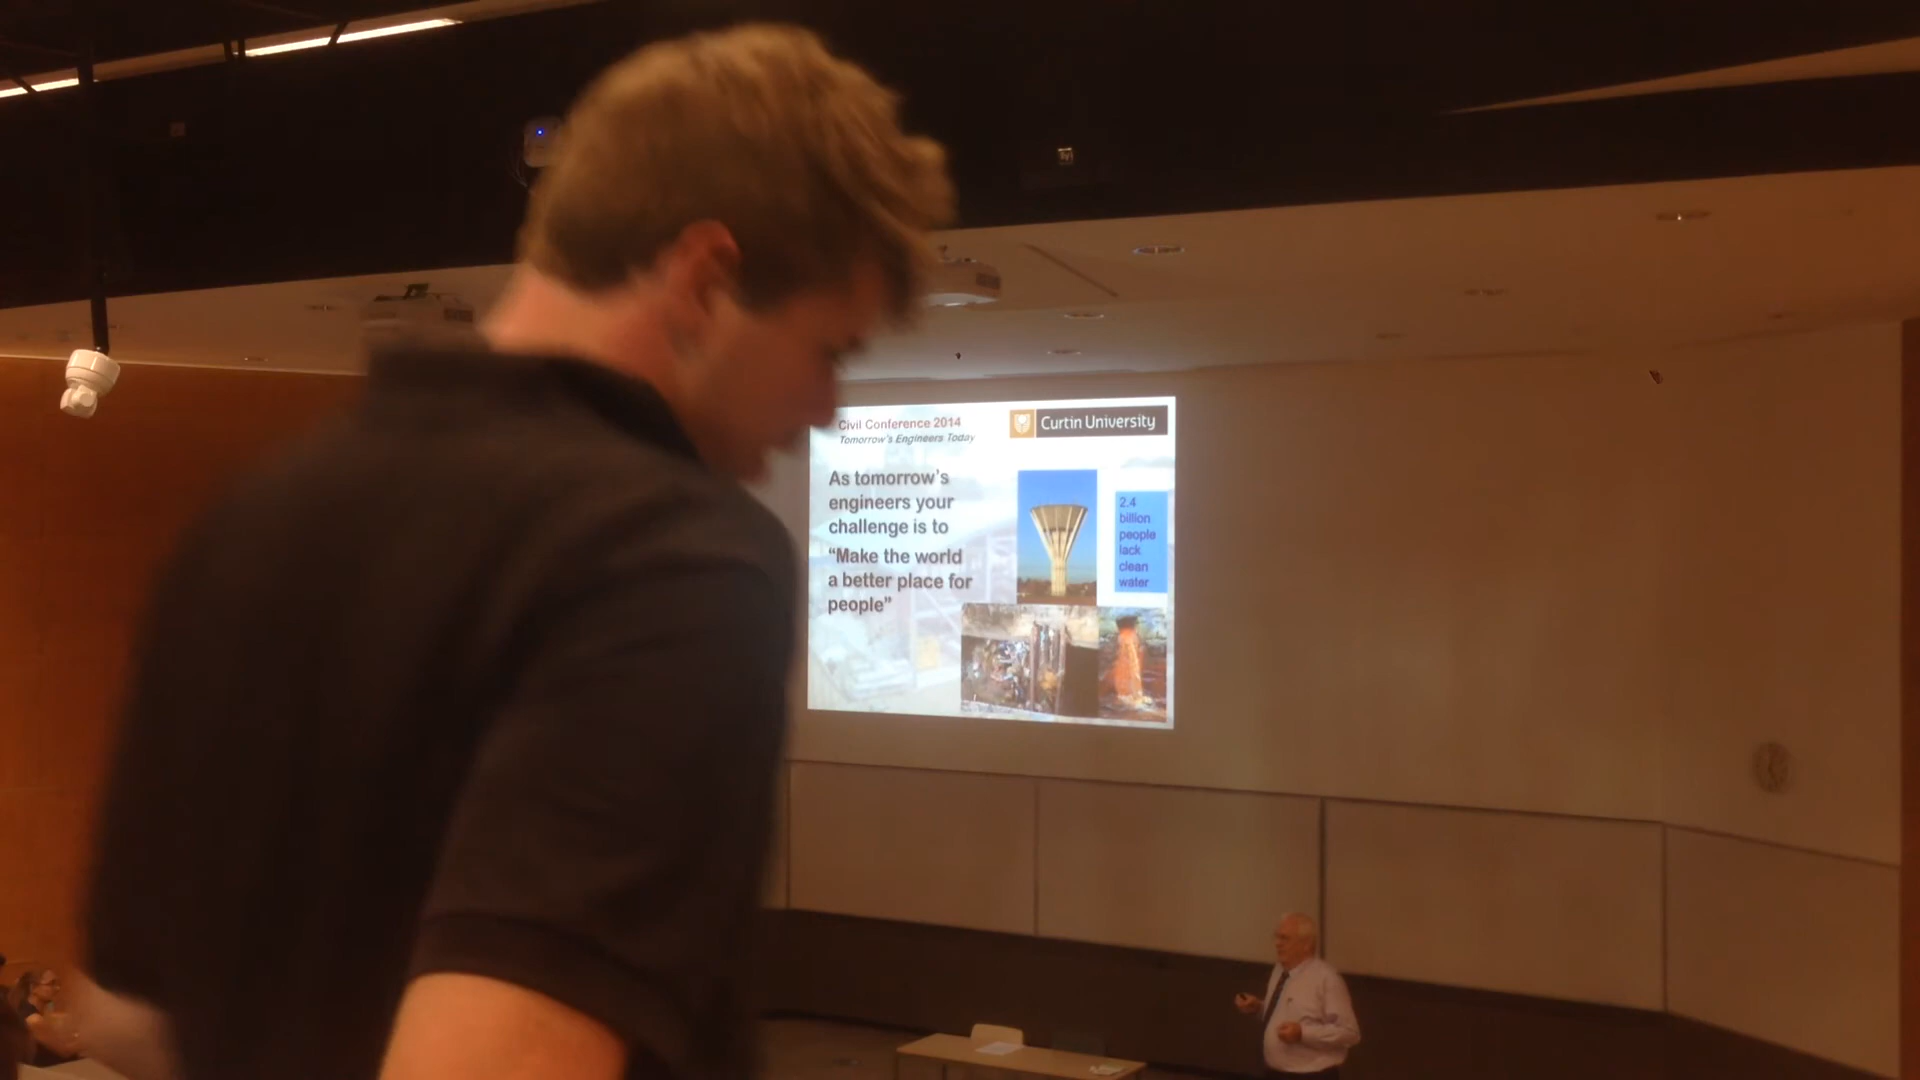 Civil Conference 2014
Tomorrow's Engineers Today
Curtin University
As tomorrow's
engineers your
challenge is to
“Make the world
a better place for
people”
2.4
billion
people
lack
clean
water